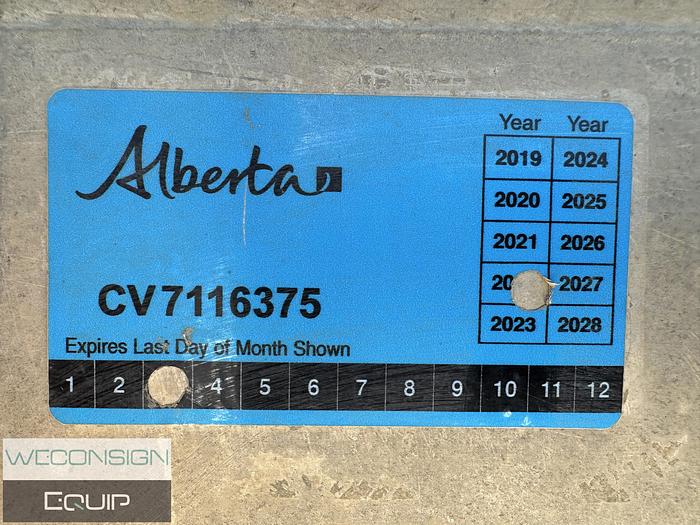 Alberta
Year Year
2019 2024
2020 2025
2021 2026
20 2027
2023 2028
CV7116375
Expires Last Day of Month Shown
1 2 4 5 6 7 8 9 10 11 12
WECONSIGN
EQUIP